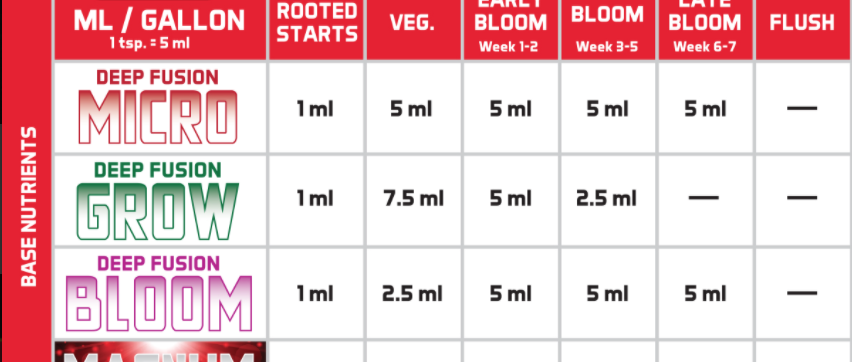 ML / GALLON
1 tsp. = 5 ml
ROOTED STARTS
VEG.
EARLY BLOOM
Week 1-2
BLOOM
Week 3-5
LATE BLOOM
Week 6-7
FLUSH
BASE NUTRIENTS
DEEP FUSION
MICRO
1 ml 5 ml 5 ml 5 ml 5 ml —
DEEP FUSION
GROW
1 ml 7.5 ml 5 ml 2.5 ml — —
DEEP FUSION
BLOOM
1 ml 2.5 ml 5 ml 5 ml 5 ml —
MAGNUM